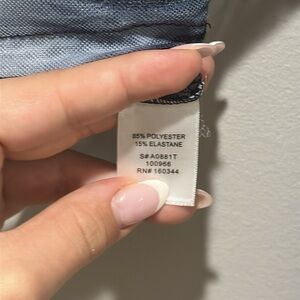 85% POLYESTER
15% ELASTANE
S# A0881T
100966
RN# 160344